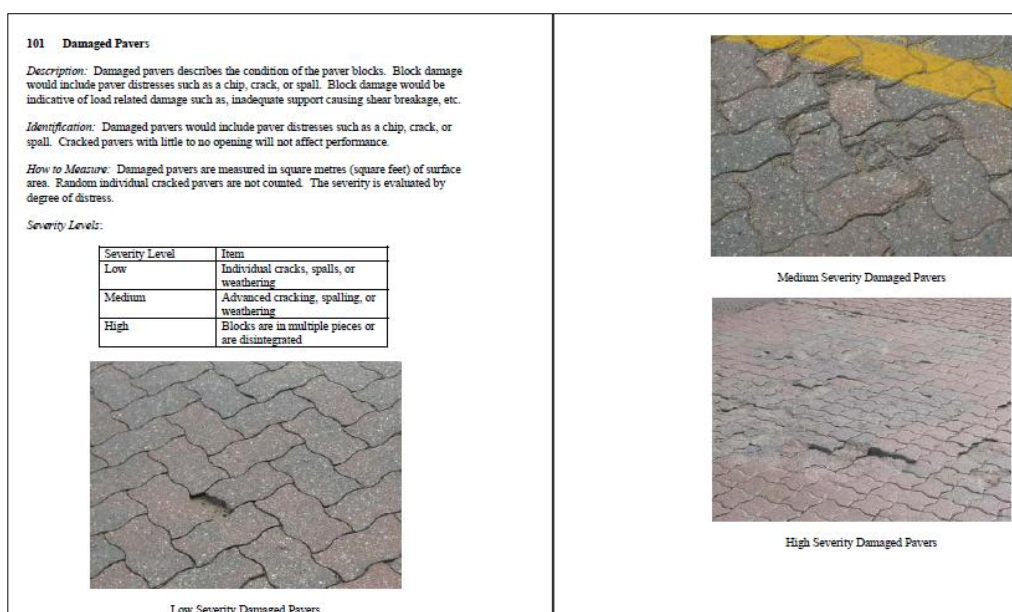 101 Damaged Pavers
Description: Damaged pavers describes the condition of the paver blocks. Block damage
would include paver distresses such as a chip, crack, or spall. Block damage would be
indicative of load related damage such as, inadequate support causing shear breakage, etc.
Identification: Damaged pavers would include paver distresses such as a chip, crack, or
spall. Cracked pavers with little to no opening will not affect performance.
How to Measure: Damaged pavers are measured in square metres (square feet) of surface
area. Random individual cracked pavers are not counted. The severity is evaluated by
degree of distress.
Severity Levels:
Severity Level Item
Low Individual cracks, spalls, or
weathering
Medium Advanced cracking, spalling, or
weathering
High Blocks are in multiple pieces or
are disintegrated
Low Severity Damaged Pavers
Medium Severity Damaged Pavers
High Severity Damaged Pavers